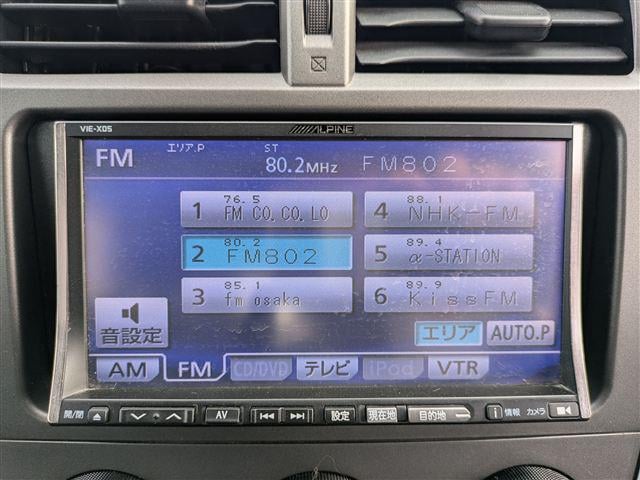 VIE-X05 ALPINE
FM エリア.P ST 80.2MHz FM802
1 76.5 FM CO.CO.LO
4 88.1 NHK-FM
2 80.2 FM802
5 89.4 α-STATION
3 85.1 fm osaka
6 89.9 KissFM
音設定
エリア AUTO.P
AM FM CD/DVD テレビ iPod VTR
開/閉 AV 設定 現在地 目的地 i 情報 カメラ